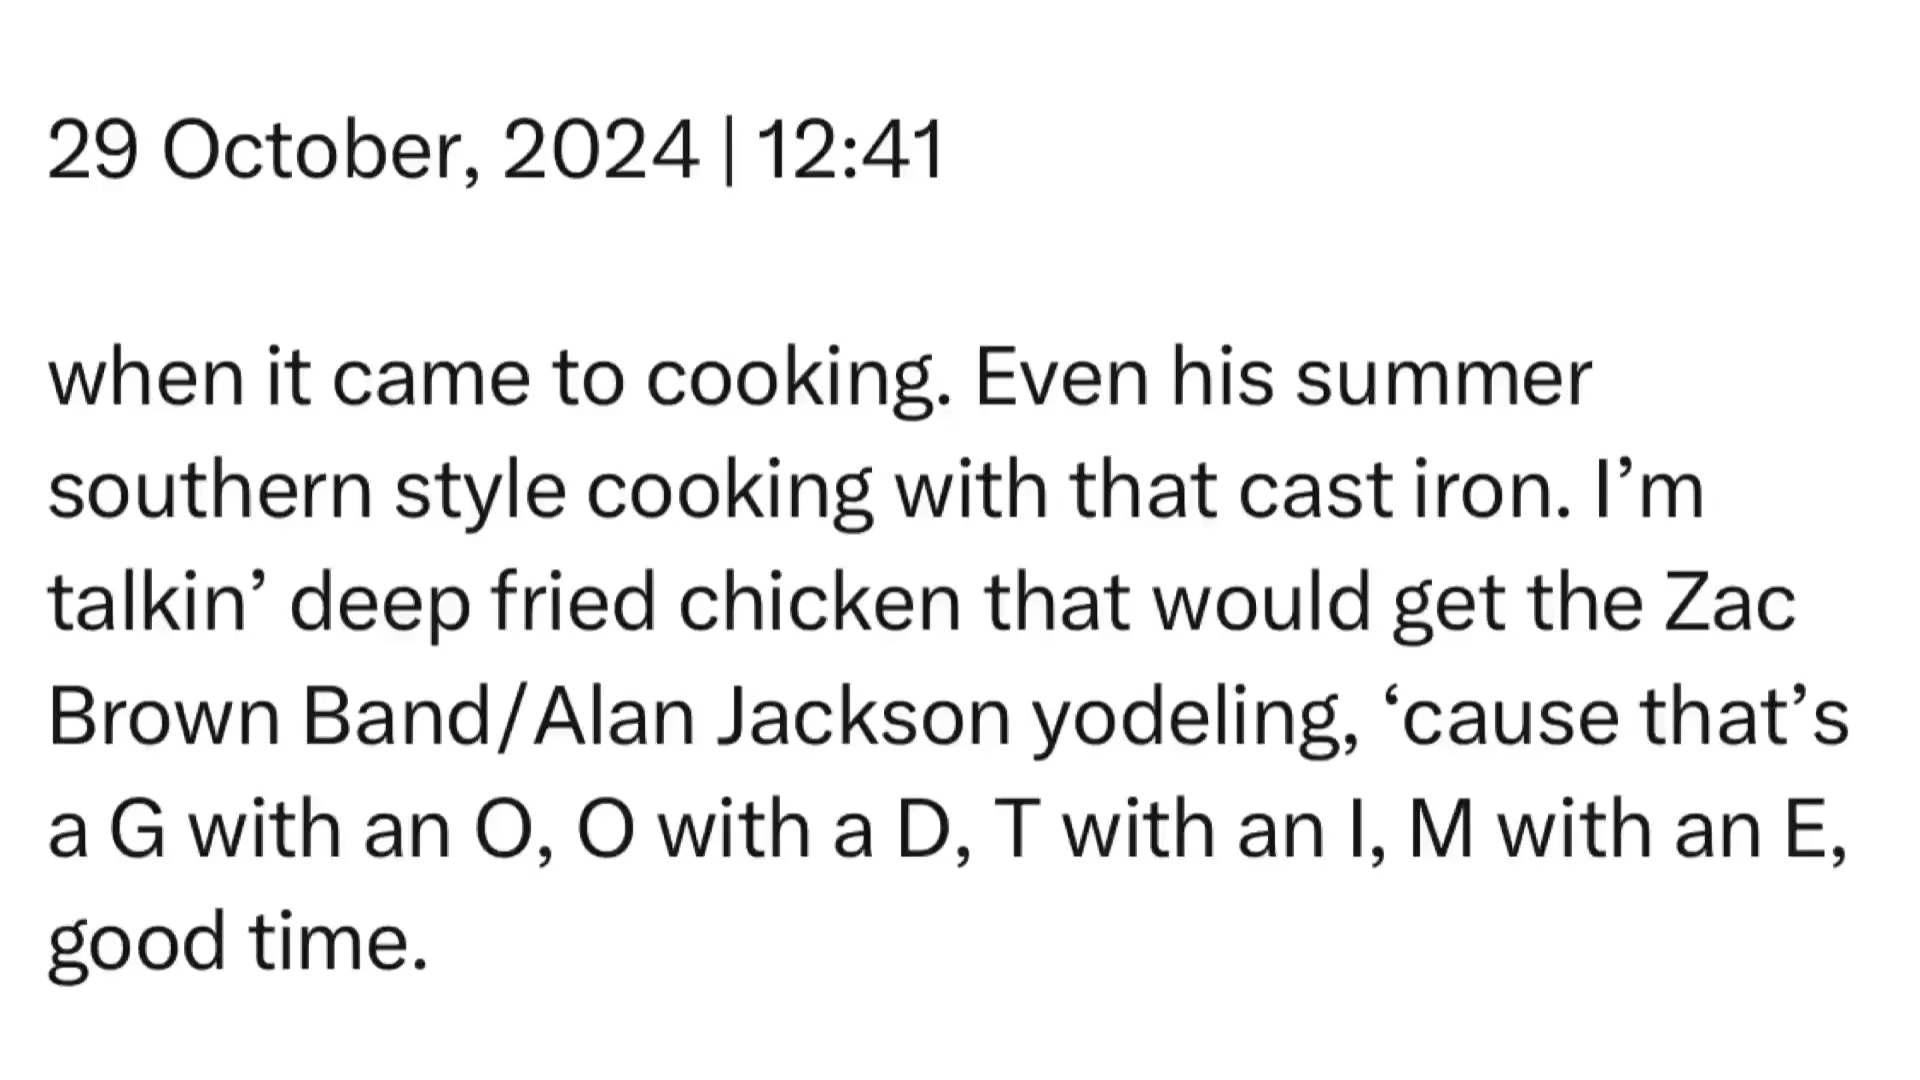 29 October, 2024 | 12:41
when it came to cooking. Even his summer
southern style cooking with that cast iron. I’m
talkin’ deep fried chicken that would get the Zac
Brown Band/Alan Jackson yodeling, ‘cause that’s
a G with an O, O with a D, T with an I, M with an E,
good time.